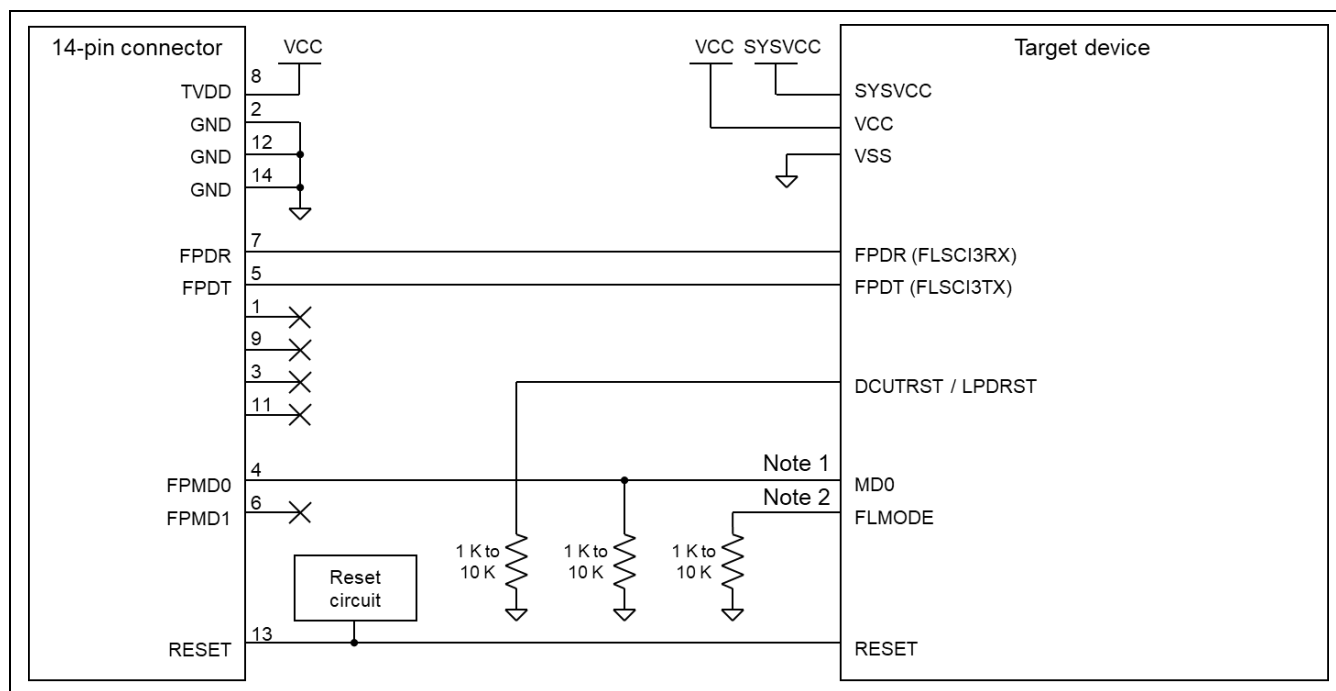 14-pin connector
VCC
VCC
SYSVCC
Target device
8
TVDD
SYSVCC
2
GND
VCC
12
GND
VSS
14
GND
7
FPDR
FPDR (FLSCI3RX)
5
FPDT
FPDT (FLSCI3TX)
1
9
3
DCUTRST / LPDRST
11
4
FPMD0
Note 1
MD0
6
FPMD1
Note 2
FLMODE
1 K to
10 K
1 K to
10 K
1 K to
10 K
Reset
circuit
13
RESET
RESET